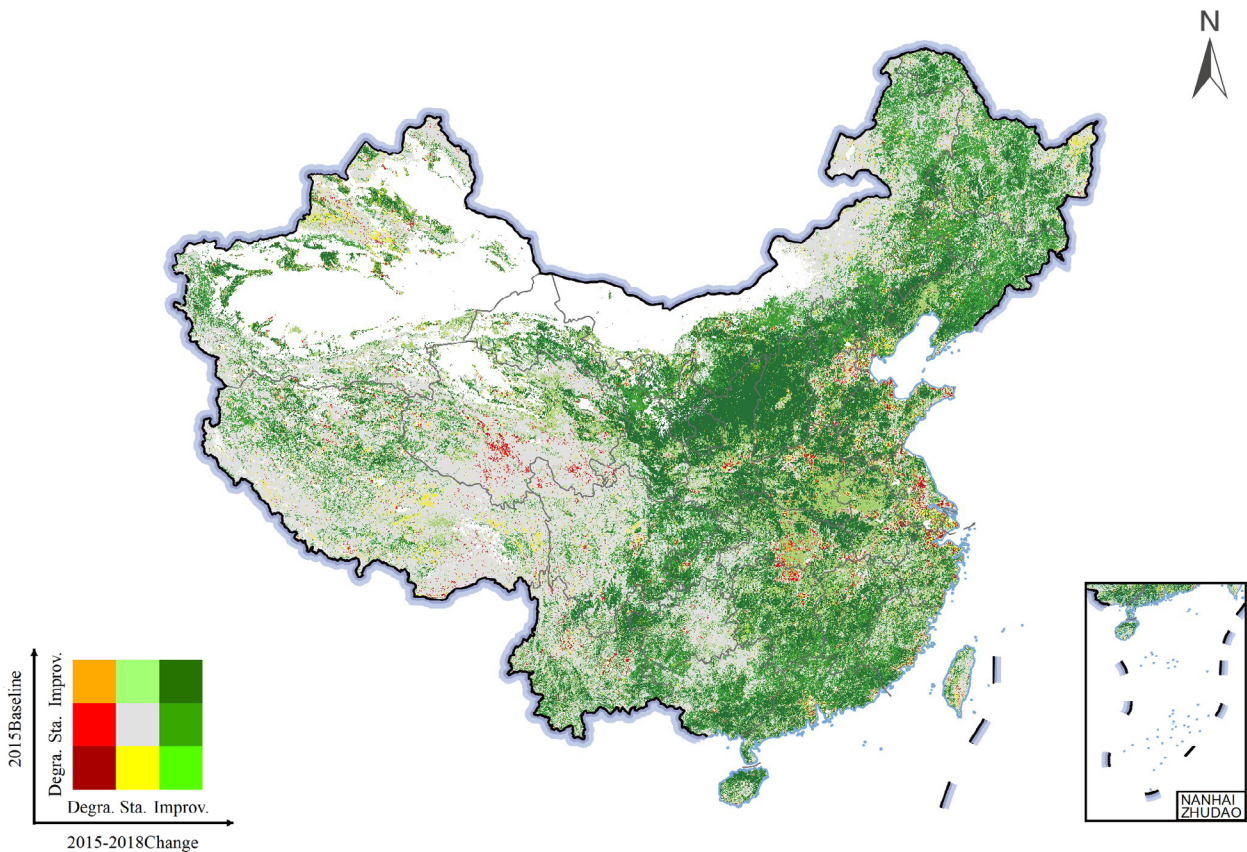 N
2015Baseline
Degra. Sta. Improv.
Degra. Sta. Improv.
2015-2018Change
NANHAI
ZHUDAO